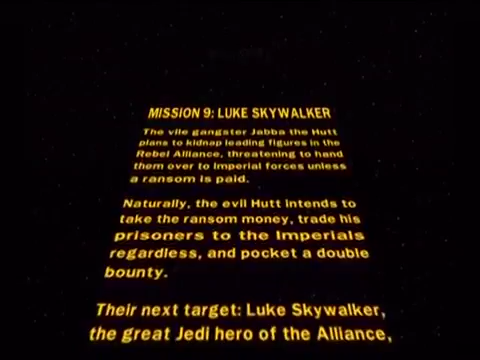 MISSION 9: LUKE SKYWALKER
The vile gangster Jabba the Hutt
plans to kidnap leading figures in the
Rebel Alliance, threatening to hand
them over to Imperial forces unless
a ransom is paid.
Naturally, the evil Hutt intends to
take the ransom money, trade his
prisoners to the Imperials
regardless, and pocket a double
bounty.
Their next target: Luke Skywalker,
the great Jedi hero of the Alliance,